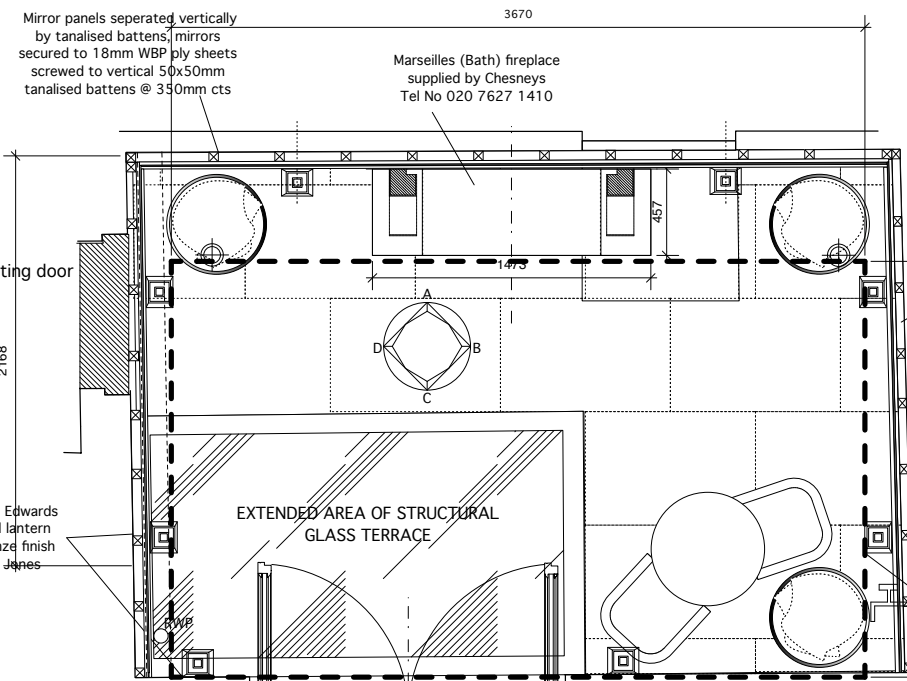 3670
Mirror panels seperated vertically
by tanalised battens, mirrors
secured to 18mm WBP ply sheets
screwed to vertical 50x50mm
tanalised battens @ 350mm cts
Marseilles (Bath) fireplace
supplied by Chesneys
Tel No 020 7627 1410
457
ting door
1473
A
D
B
C
2168
Edwards
lantern
nze finish
Jones
EXTENDED AREA OF STRUCTURAL
GLASS TERRACE
RWP